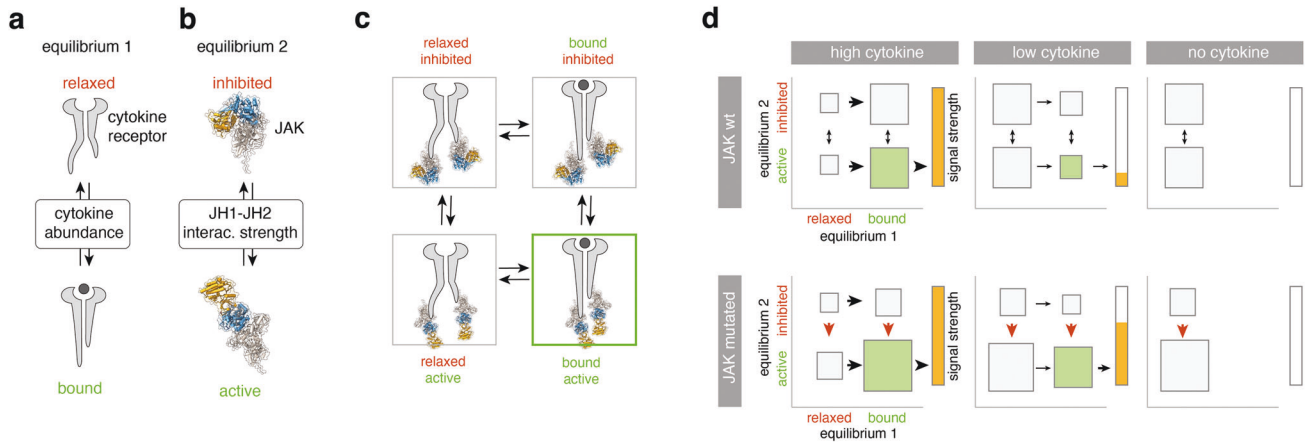 a
equilibrium 1
relaxed
cytokine
receptor
cytokine
abundance
bound
b
equilibrium 2
inhibited
JAK
JH1-JH2
interac. strength
active
c
relaxed
inhibited
bound
inhibited
relaxed
active
bound
active
d
high cytokine
low cytokine
no cytokine
JAK wt
equilibrium 2
active inhibited
signal strength
relaxed bound
equilibrium 1
JAK mutated
equilibrium 2
active inhibited
signal strength
relaxed bound
equilibrium 1